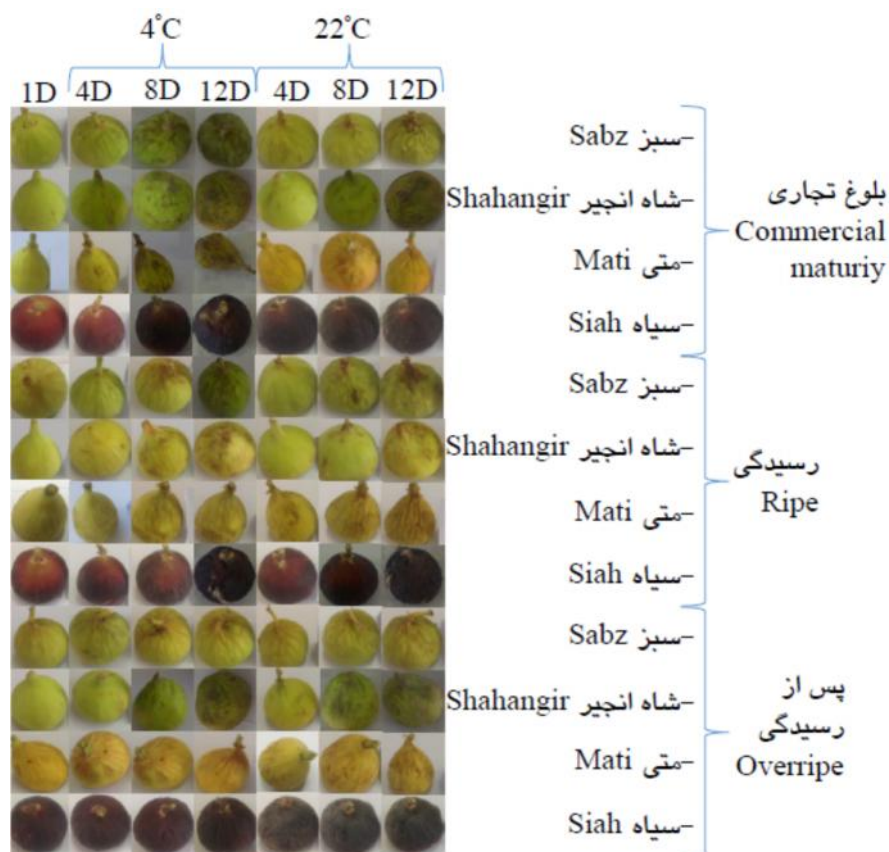 4°C 22°C
1D 4D 8D 12D 4D 8D 12D
سبز Sabz
شاه انجیر Shahangir
متی Mati
سیاه Siah
بلوغ تجاری
Commercial
maturiy
سبز Sabz
شاه انجیر Shahangir
متی Mati
سیاه Siah
رسیدگی
Ripe
سبز Sabz
شاه انجیر Shahangir
متی Mati
سیاه Siah
پس از
رسیدگی
Overripe